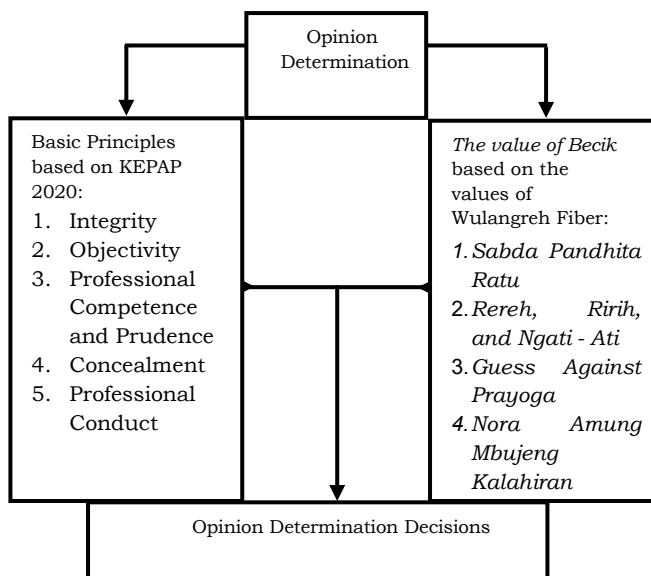 Opinion
Determination
Basic Principles
based on KEPAP
2020:
1. Integrity
2. Objectivity
3. Professional
Competence
and Prudence
4. Concealment
5. Professional
Conduct
The value of Becik
based on the
values of
Wulangreh Fiber:
1. Sabda Pandhita
Ratu
2. Rereh, Ririh,
and Ngati - Ati
3. Guess Against
Prayoga
4. Nora Amung
Mbujeng
Kalahiran
Opinion Determination Decisions